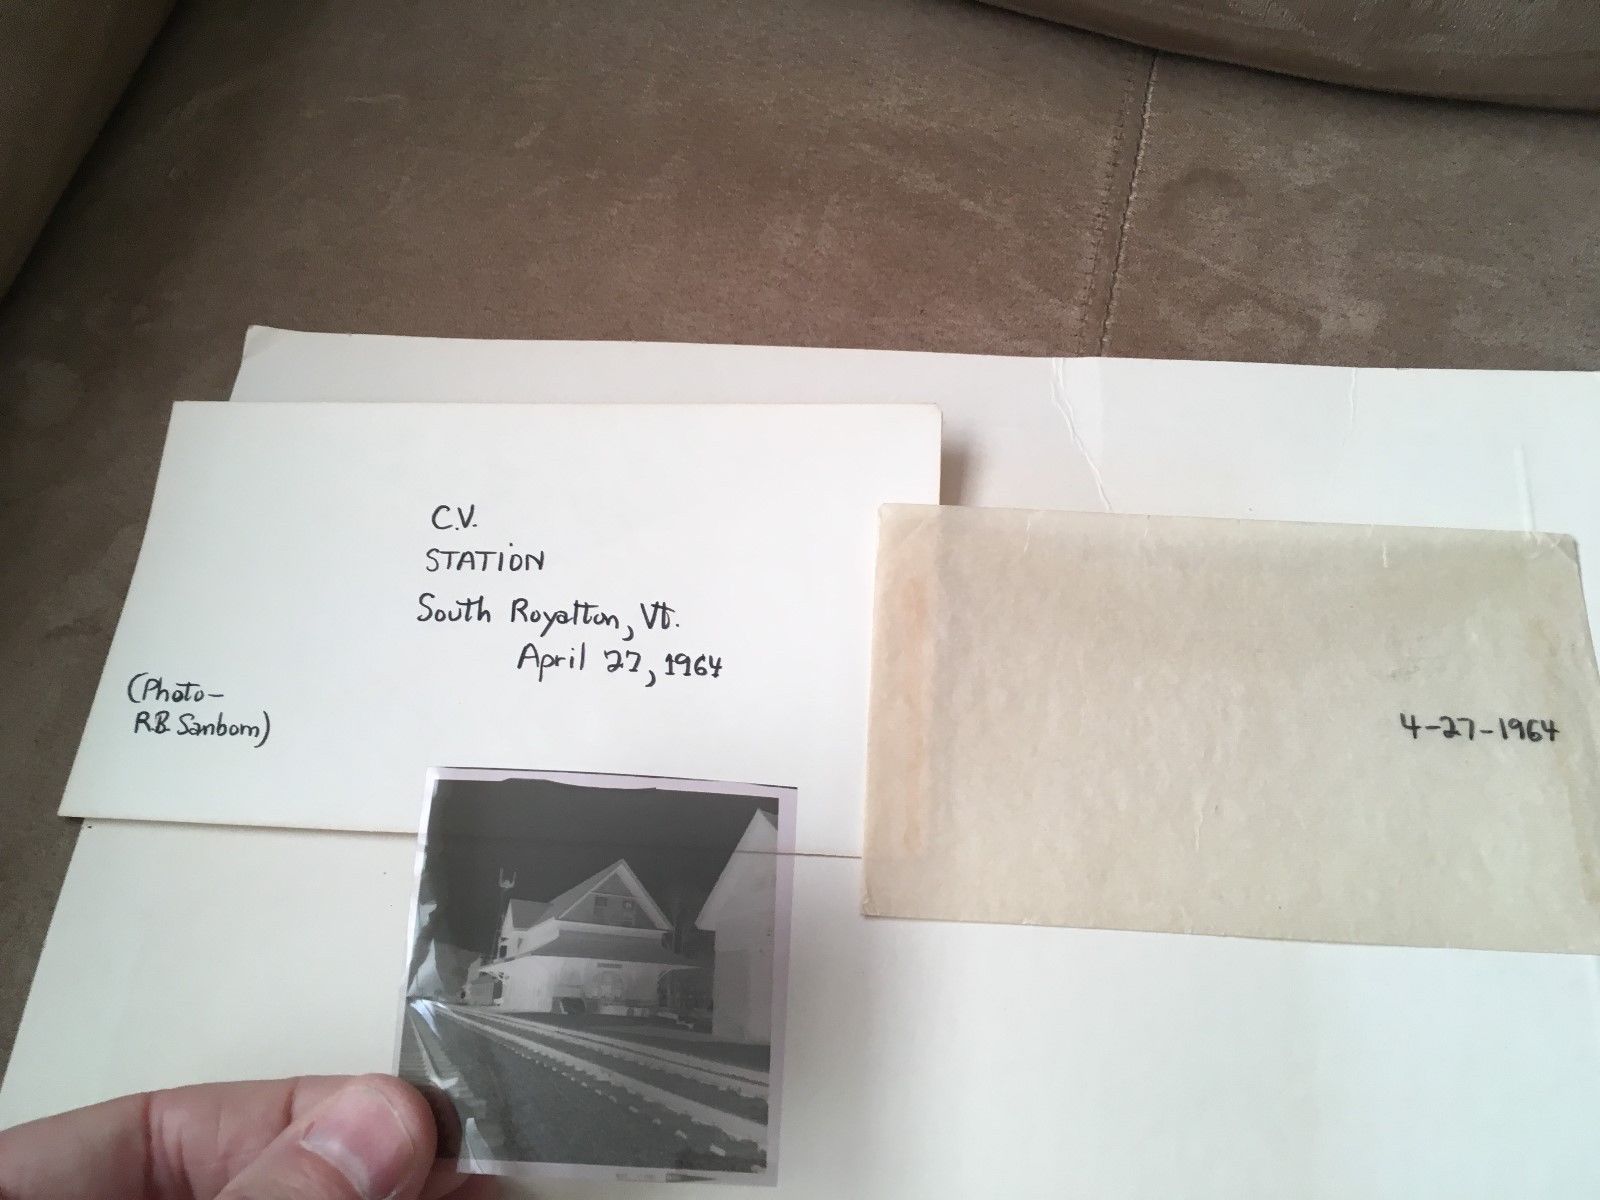 C.V.
STATION
South Royalton, Vt.
April 27, 1964
(Photo-
R.B. Sanborn)
4-27-1964